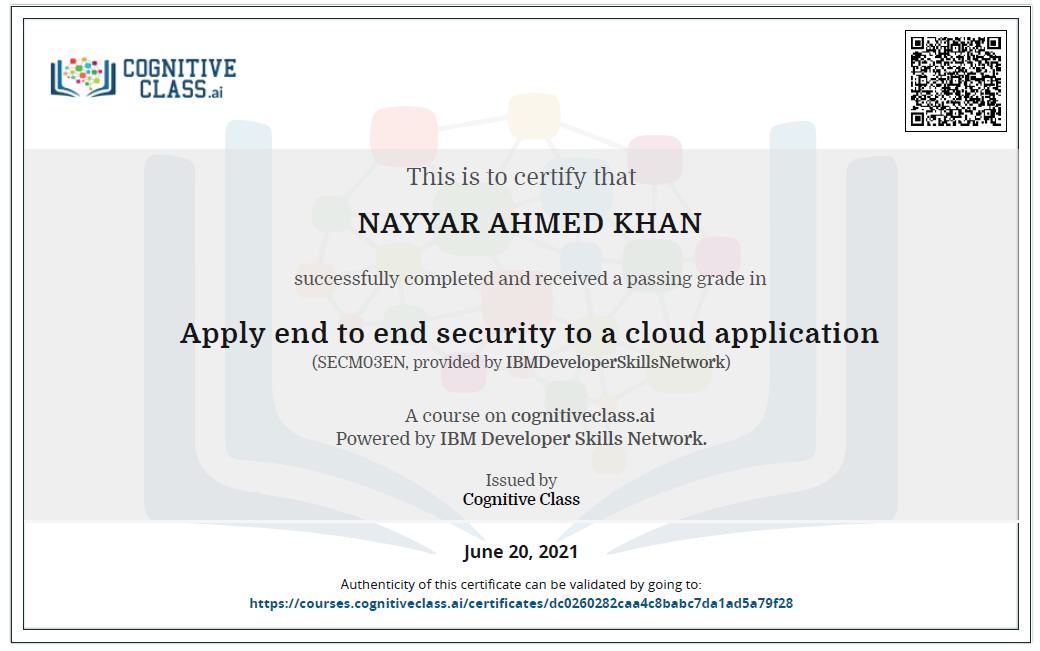 COGNITIVE
CLASS.ai
This is to certify that
NAYYAR AHMED KHAN
successfully completed and received a passing grade in
Apply end to end security to a cloud application
(SECM03EN, provided by IBMDeveloperSkillsNetwork)
A course on cognitiveclass.ai
Powered by IBM Developer Skills Network.
Issued by
Cognitive Class
June 20, 2021
Authenticity of this certificate can be validated by going to:
https://courses.cognitiveclass.ai/certificates/dc0260282caa4c8babc7da1ad5a79f28